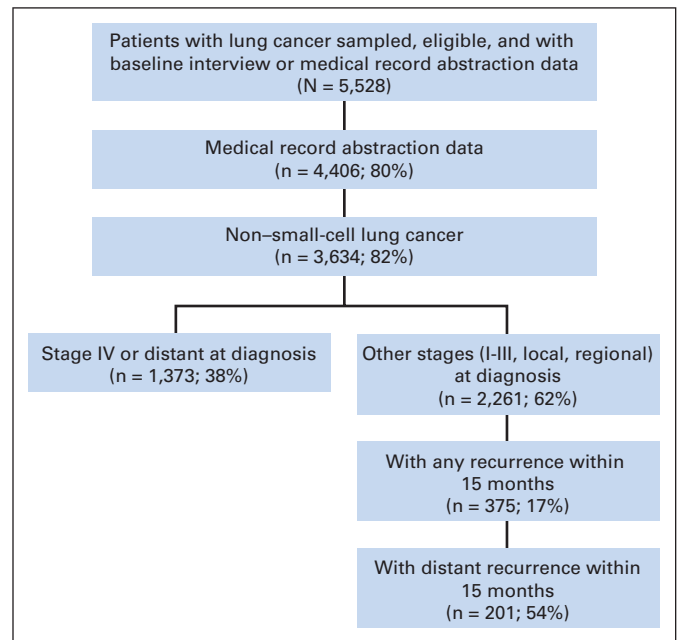 Patients with lung cancer sampled, eligible, and with
baseline interview or medical record abstraction data
(N = 5,528)
Medical record abstraction data
(n = 4,406; 80%)
Non–small-cell lung cancer
(n = 3,634; 82%)
Stage IV or distant at diagnosis
(n = 1,373; 38%)
Other stages (I-III, local, regional)
at diagnosis
(n = 2,261; 62%)
With any recurrence within
15 months
(n = 375; 17%)
With distant recurrence within
15 months
(n = 201; 54%)